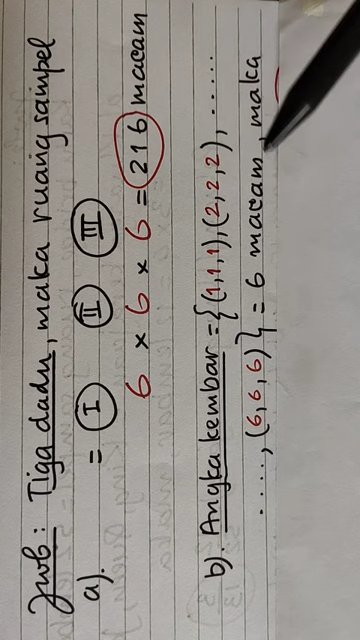 Jwb : Tiga dadu, maka ruang sampel
a). = I II III
6 × 6 × 6 = 216 macam
b). Angka kembar = {(1,1,1),(2,2,2), ......
....., (6,6,6)} = 6 macam, maka